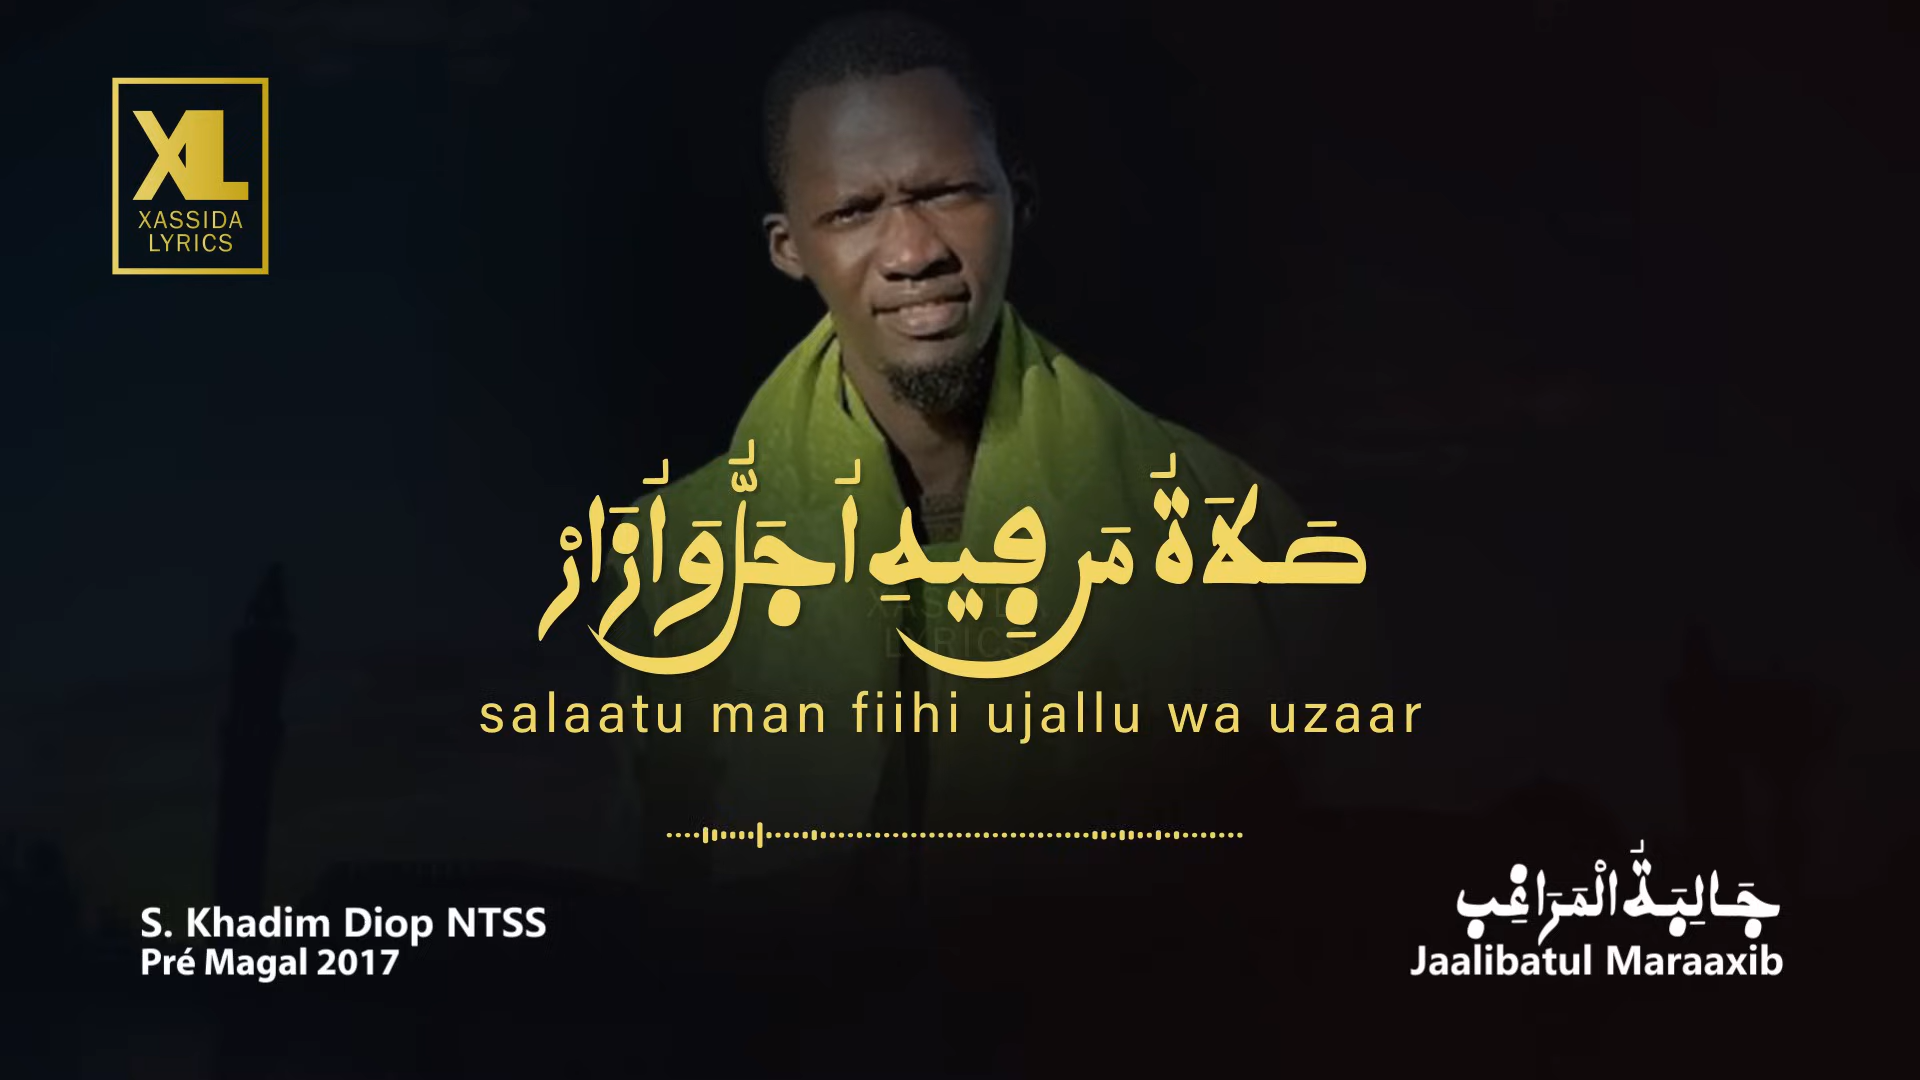 XL
XASSIDA
LYRICS
صَلَاةُ مَن فِيهِ اُجَلُّ وَاُزَارْ
salaatu man fiihi ujallu wa uzaar
S. Khadim Diop NTSS
Pré Magal 2017
جَالِبَةُ الْمَرَاغِب
Jaalibatul Maraaxib